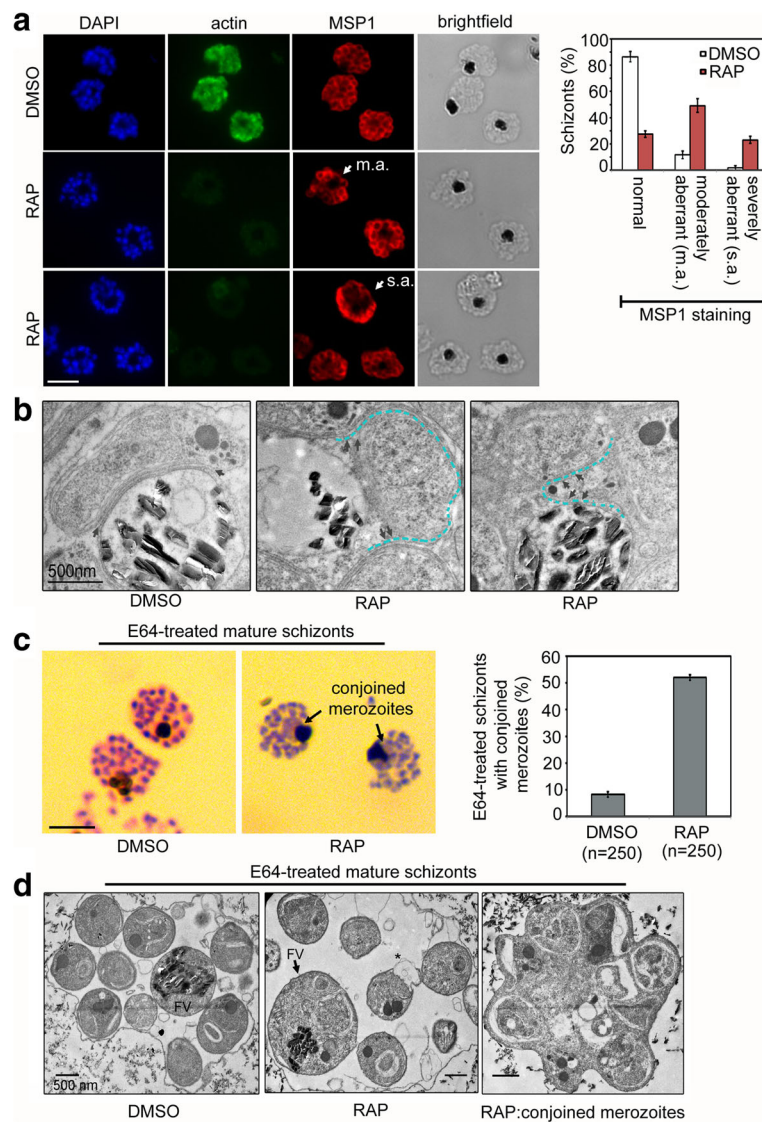 a
DAPI actin MSP1 brightfield
DMSO
RAP
m.a.
RAP
s.a.
Schizonts (%)
80
60
40
20
0
DMSO
RAP
normal
moderately
aberrant (m.a.)
severely
aberrant (s.a.)
MSP1 staining
b
500nm
DMSO RAP RAP
c
E64-treated mature schizonts
conjoined
merozoites
DMSO RAP
E64-treated schizonts
with conjoined
merozoites (%)
60
50
40
30
20
10
0
DMSO RAP
(n=250) (n=250)
d
E64-treated mature schizonts
FV
500 nm
FV
*
DMSO RAP RAP:conjoined merozoites